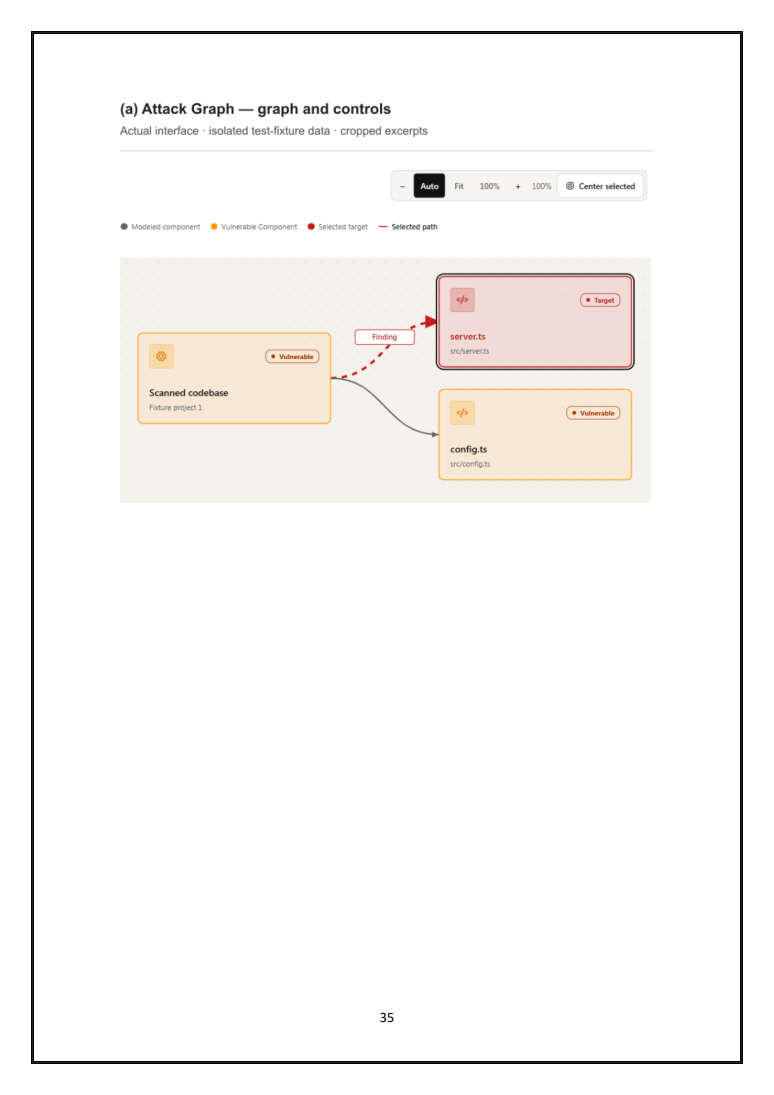 (a) Attack Graph — graph and controls
Actual interface · isolated test-fixture data · cropped excerpts
– Auto Fit 100% + 100% Center selected
Modeled component Vulnerable Component Selected target Selected path
</> Target
server.ts
src/server.ts
Finding
Vulnerable
Scanned codebase
Fixture project 1
</> Vulnerable
config.ts
src/config.ts
35